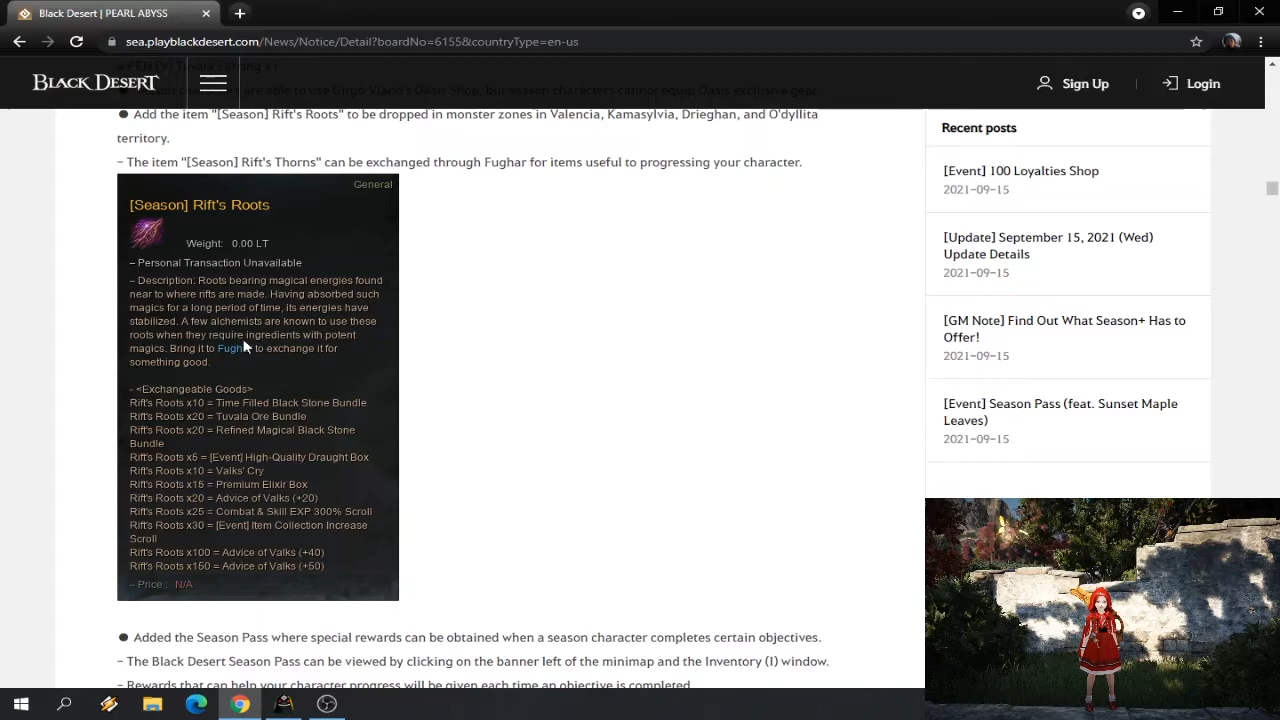 Black Desert | PEARL ABYSS
sea.playblackdesert.com/News/Notice/Detail?boardNo=6155&countryType=en-us
BLACK DESERT
Sign Up
Login
but season characters cannot equip Oasis exclusive gear
● Add the item "[Season] Rift's Roots" to be dropped in monster zones in Valencia, Kamasylvia, Drieghan, and O'dyllita
territory.
– The item "[Season] Rift's Thorns" can be exchanged through Fughar for items useful to progressing your character.
General
[Season] Rift's Roots
Weight: 0.00 LT
– Personal Transaction Unavailable
– Description: Roots bearing magical energies found
near to where rifts are made. Having absorbed such
magics for a long period of time, its energies have
stabilized. A few alchemists are known to use these
roots when they require ingredients with potent
magics. Bring it to Fughar to exchange it for
something good.
- <Exchangeable Goods>
Rift's Roots x10 = Time Filled Black Stone Bundle
Rift's Roots x20 = Tuvala Ore Bundle
Rift's Roots x20 = Refined Magical Black Stone
Bundle
Rift's Roots x5 = [Event] High-Quality Draught Box
Rift's Roots x10 = Valks' Cry
Rift's Roots x15 = Premium Elixir Box
Rift's Roots x20 = Advice of Valks (+20)
Rift's Roots x25 = Combat & Skill EXP 300% Scroll
Rift's Roots x30 = [Event] Item Collection Increase
Scroll
Rift's Roots x100 = Advice of Valks (+40)
Rift's Roots x150 = Advice of Valks (+50)
– Price : N/A
● Added the Season Pass where special rewards can be obtained when a season character completes certain objectives.
– The Black Desert Season Pass can be viewed by clicking on the banner left of the minimap and the Inventory (I) window.
– Rewards that can help your character progress will be given each time an objective is completed.
Recent posts
[Event] 100 Loyalties Shop
2021-09-15
[Update] September 15, 2021 (Wed)
Update Details
2021-09-15
[GM Note] Find Out What Season+ Has to
Offer!
2021-09-15
[Event] Season Pass (feat. Sunset Maple
Leaves)
2021-09-15